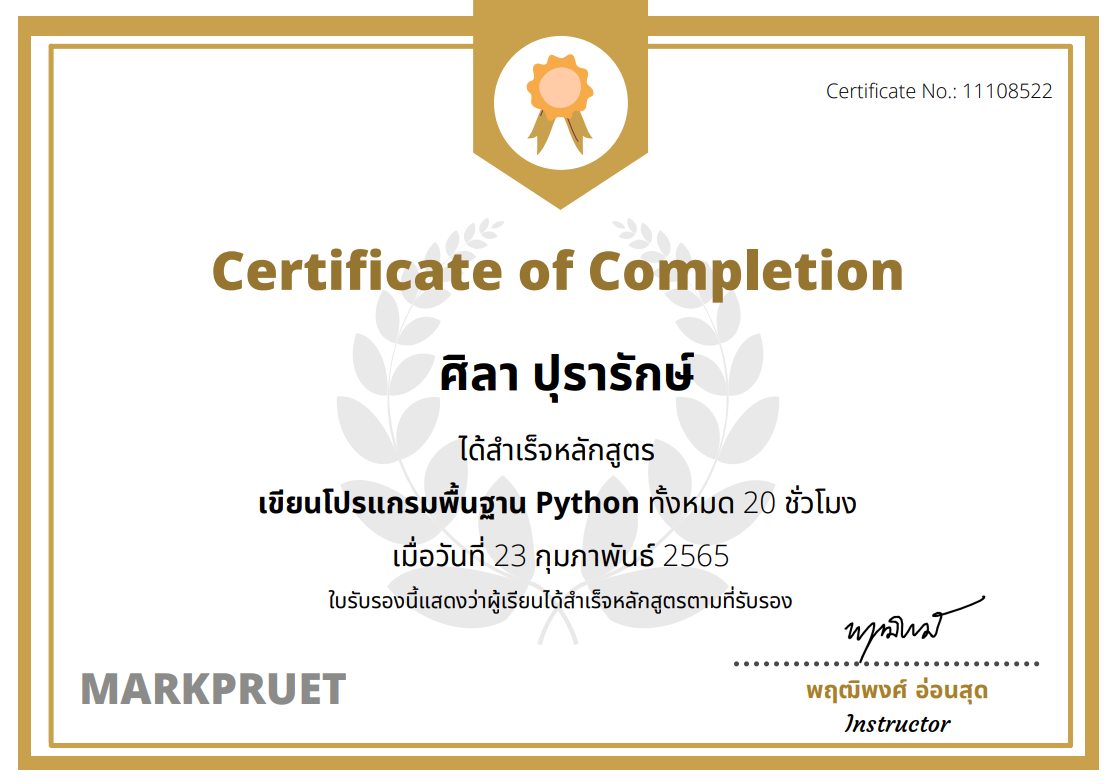 Certificate No.: 11108522
Certificate of Completion
ศิลา ปุรารักษ์
ได้สำเร็จหลักสูตร
เขียนโปรแกรมพื้นฐาน Python ทั้งหมด 20 ชั่วโมง
เมื่อวันที่ 23 กุมภาพันธ์ 2565
ใบรับรองนี้แสดงว่าผู้เรียนได้สำเร็จหลักสูตรตามที่รับรอง
MARKPRUET
พฤฒิพงศ์ อ่อนสุด
Instructor